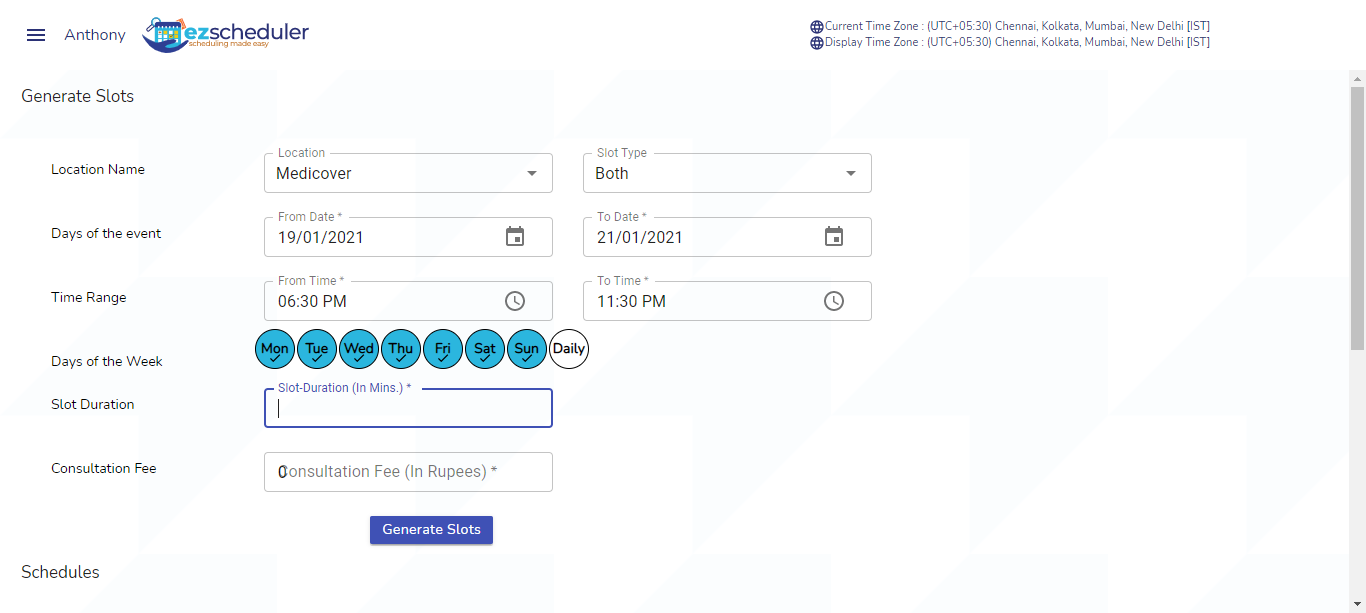 Anthony ezscheduler
scheduling made easy
Current Time Zone : (UTC+05:30) Chennai, Kolkata, Mumbai, New Delhi [IST]
Display Time Zone : (UTC+05:30) Chennai, Kolkata, Mumbai, New Delhi [IST]
Generate Slots
Location Name
Location
Medicover
Slot Type
Both
Days of the event
From Date *
19/01/2021
To Date *
21/01/2021
Time Range
From Time *
06:30 PM
To Time *
11:30 PM
Days of the Week
Mon Tue Wed Thu Fri Sat Sun Daily
Slot Duration
Slot-Duration (In Mins.) *
Consultation Fee
0
Consultation Fee (In Rupees) *
Generate Slots
Schedules